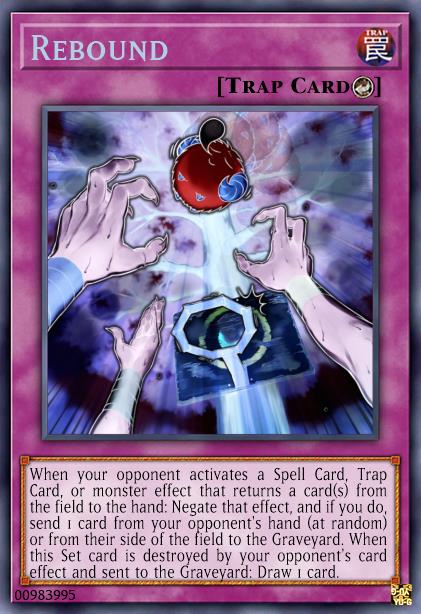 Rebound
TRAP
罠
[Trap Card]
When your opponent activates a Spell Card, Trap
Card, or monster effect that returns a card(s) from
the field to the hand: Negate that effect, and if you do,
send 1 card from your opponent's hand (at random)
or from their side of the field to the Graveyard. When
this Set card is destroyed by your opponent's card
effect and sent to the Graveyard: Draw 1 card.
00983995